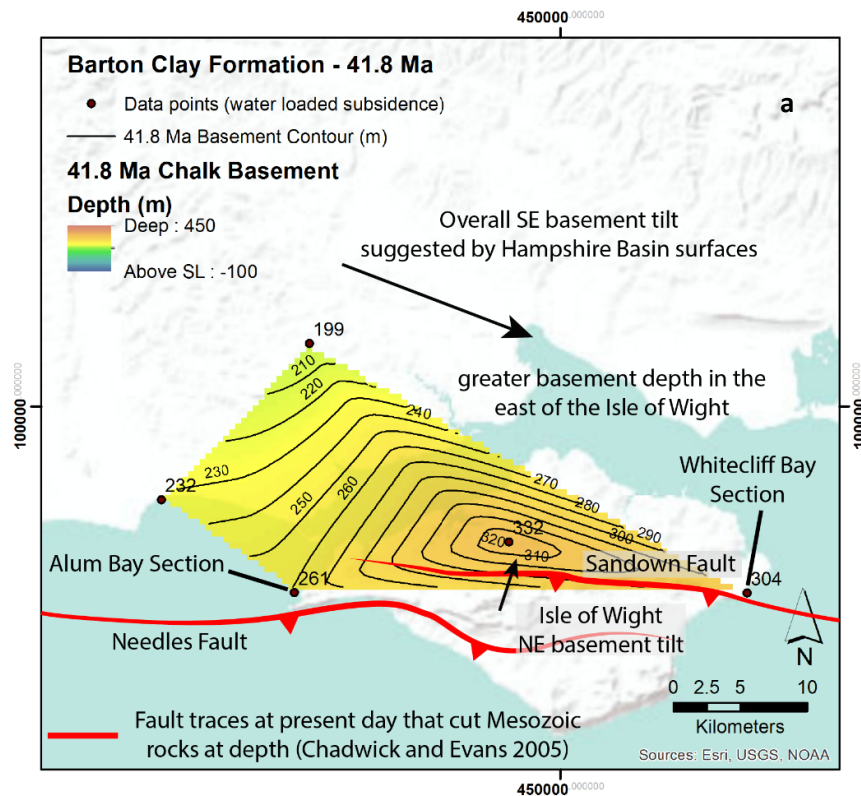 450000.000000
Barton Clay Formation - 41.8 Ma
Data points (water loaded subsidence)
41.8 Ma Basement Contour (m)
41.8 Ma Chalk Basement
Depth (m)
Deep : 450
Above SL : -100
a
Overall SE basement tilt
suggested by Hampshire Basin surfaces
199
210
220
greater basement depth in the
east of the Isle of Wight
100000.000000
100000.000000
240
230
232
250
260
270
280
290
300
Whitecliff Bay
Section
332
320
310
Alum Bay Section
261
Sandown Fault
304
Isle of Wight
NE basement tilt
Needles Fault
N
0 2.5 5 10
Kilometers
Fault traces at present day that cut Mesozoic
rocks at depth (Chadwick and Evans 2005)
Sources: Esri, USGS, NOAA
450000.000000